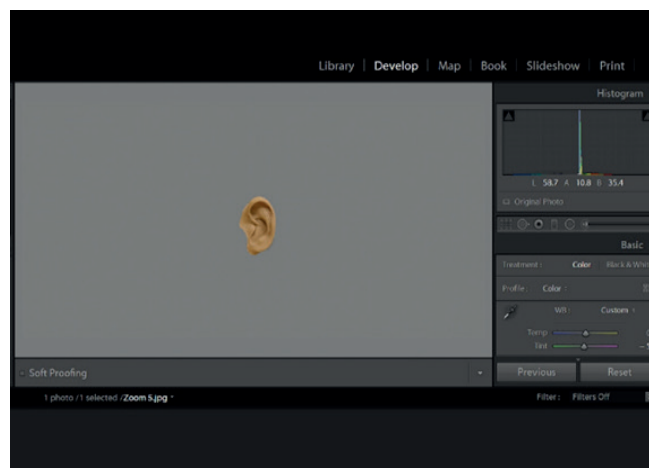 Library | Develop | Map | Book | Slideshow | Print
Histogram
L 58.7 A 10.8 B 35.4
Original Photo
Basic
Treatment : Color Black & Whit
Profile : Color
WB : Custom
Temp
Tint
Soft Proofing
Previous Reset
1 photo / 1 selected / Zoom 5.jpg
Filter : Filters Off